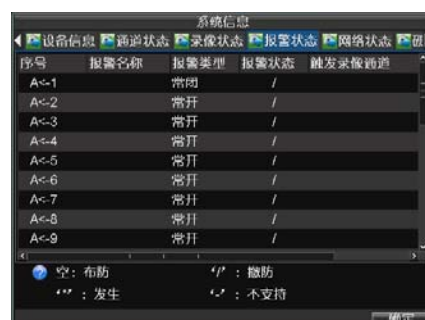 系统信息
设备信息 通道状态 录像状态 报警状态 网络状态 磁
序号 报警名称 报警类型 报警状态 触发录像通道
A<-1 常闭 /
A<-2 常开 /
A<-3 常开 /
A<-4 常开 /
A<-5 常开 /
A<-6 常开 /
A<-7 常开 /
A<-8 常开 /
A<-9 常开 /
空: 布防 '/' : 撤防
'*' : 发生 '-' : 不支持
确定